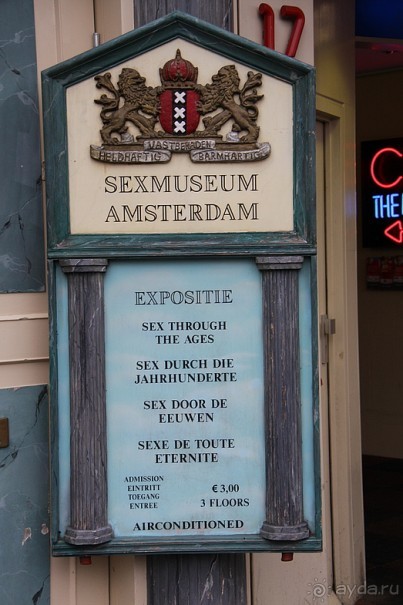 17
VASTBERADEN
HELDHAFTIG BARMHARTIG
SEXMUSEUM
AMSTERDAM
EXPOSITIE
SEX THROUGH
THE AGES
SEX DURCH DIE
JAHRHUNDERTE
SEX DOOR DE
EEUWEN
SEXE DE TOUTE
ETERNITE
ADMISSION
EINTRITT € 3,00
TOEGANG
ENTREE 3 FLOORS
AIRCONDITIONED
ayda.ru